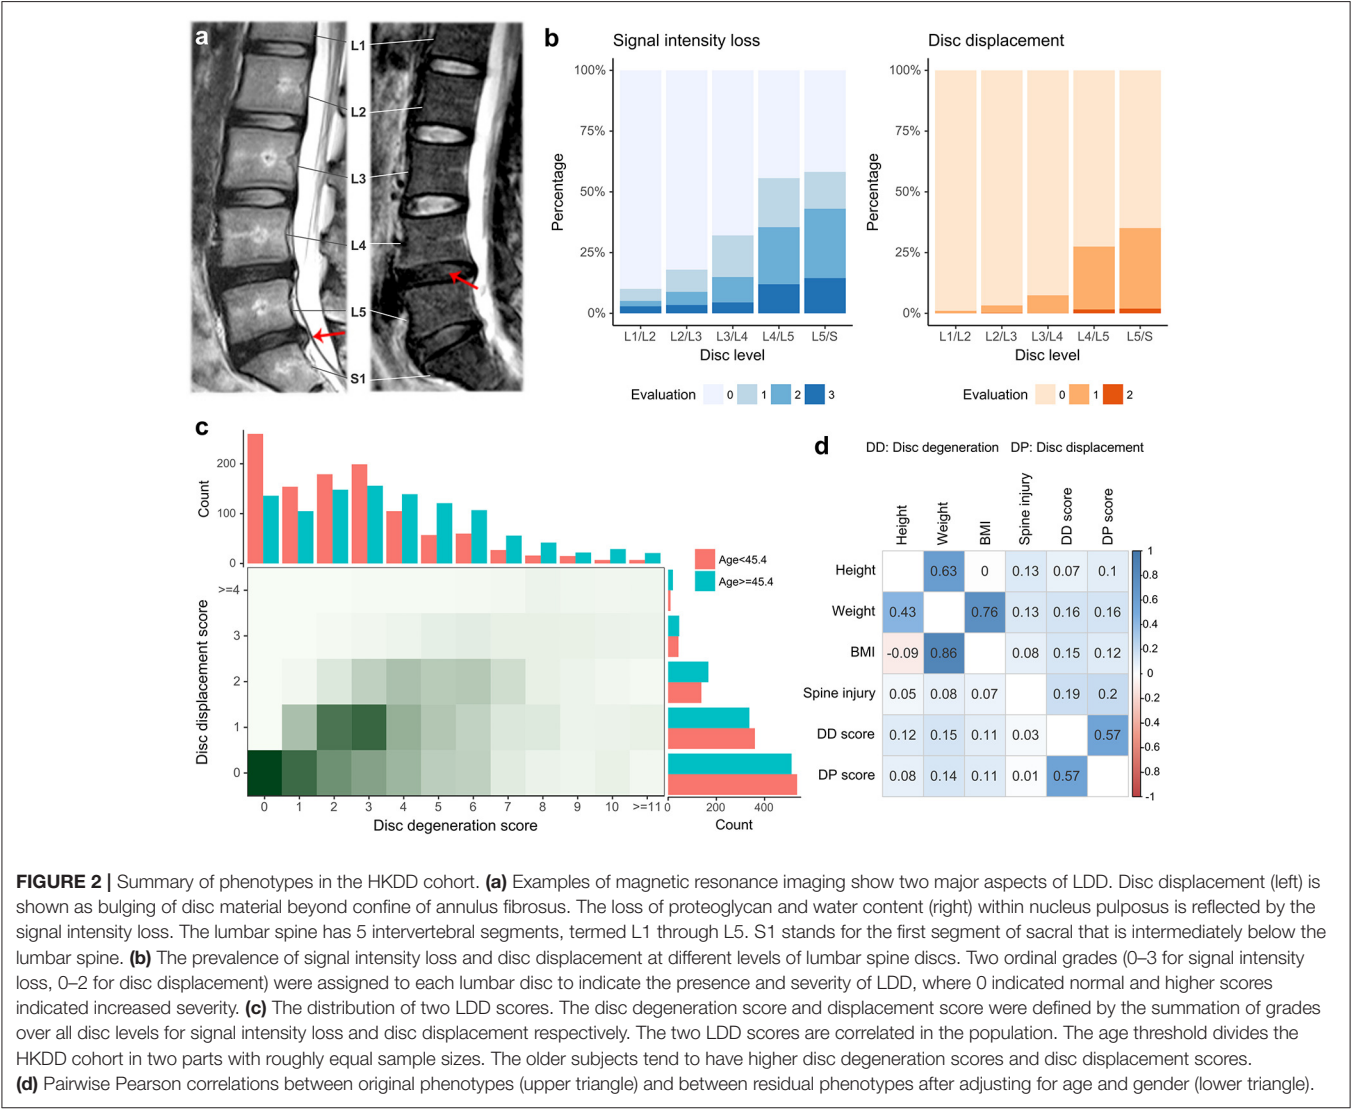 a
L1
L2
L3
L4
L5
S1
b
Signal intensity loss
Percentage
100%
75%
50%
25%
0%
L1/L2 L2/L3 L3/L4 L4/L5 L5/S
Disc level
Evaluation 0 1 2 3
Disc displacement
Percentage
100%
75%
50%
25%
0%
L1/L2 L2/L3 L3/L4 L4/L5 L5/S
Disc level
Evaluation 0 1 2
c
Count
200
100
0
Age<45.4
Age>=45.4
Disc displacement score
>=4
3
2
1
0
0 1 2 3 4 5 6 7 8 9 10 >=11
Disc degeneration score
0 200 400
Count
d
DD: Disc degeneration DP: Disc displacement
Height Weight BMI Spine injury DD score DP score
Height 0.63 0 0.13 0.07 0.1
Weight 0.43 0.76 0.13 0.16 0.16
BMI -0.09 0.86 0.08 0.15 0.12
Spine injury 0.05 0.08 0.07 0.19 0.2
DD score 0.12 0.15 0.11 0.03 0.57
DP score 0.08 0.14 0.11 0.01 0.57
1
0.8
0.6
0.4
0.2
0
-0.2
-0.4
-0.6
-0.8
-1
FIGURE 2 | Summary of phenotypes in the HKDD cohort. (a) Examples of magnetic resonance imaging show two major aspects of LDD. Disc displacement (left) is
shown as bulging of disc material beyond confine of annulus fibrosus. The loss of proteoglycan and water content (right) within nucleus pulposus is reflected by the
signal intensity loss. The lumbar spine has 5 intervertebral segments, termed L1 through L5. S1 stands for the first segment of sacral that is intermediately below the
lumbar spine. (b) The prevalence of signal intensity loss and disc displacement at different levels of lumbar spine discs. Two ordinal grades (0–3 for signal intensity
loss, 0–2 for disc displacement) were assigned to each lumbar disc to indicate the presence and severity of LDD, where 0 indicated normal and higher scores
indicated increased severity. (c) The distribution of two LDD scores. The disc degeneration score and displacement score were defined by the summation of grades
over all disc levels for signal intensity loss and disc displacement respectively. The two LDD scores are correlated in the population. The age threshold divides the
HKDD cohort in two parts with roughly equal sample sizes. The older subjects tend to have higher disc degeneration scores and disc displacement scores.
(d) Pairwise Pearson correlations between original phenotypes (upper triangle) and between residual phenotypes after adjusting for age and gender (lower triangle).